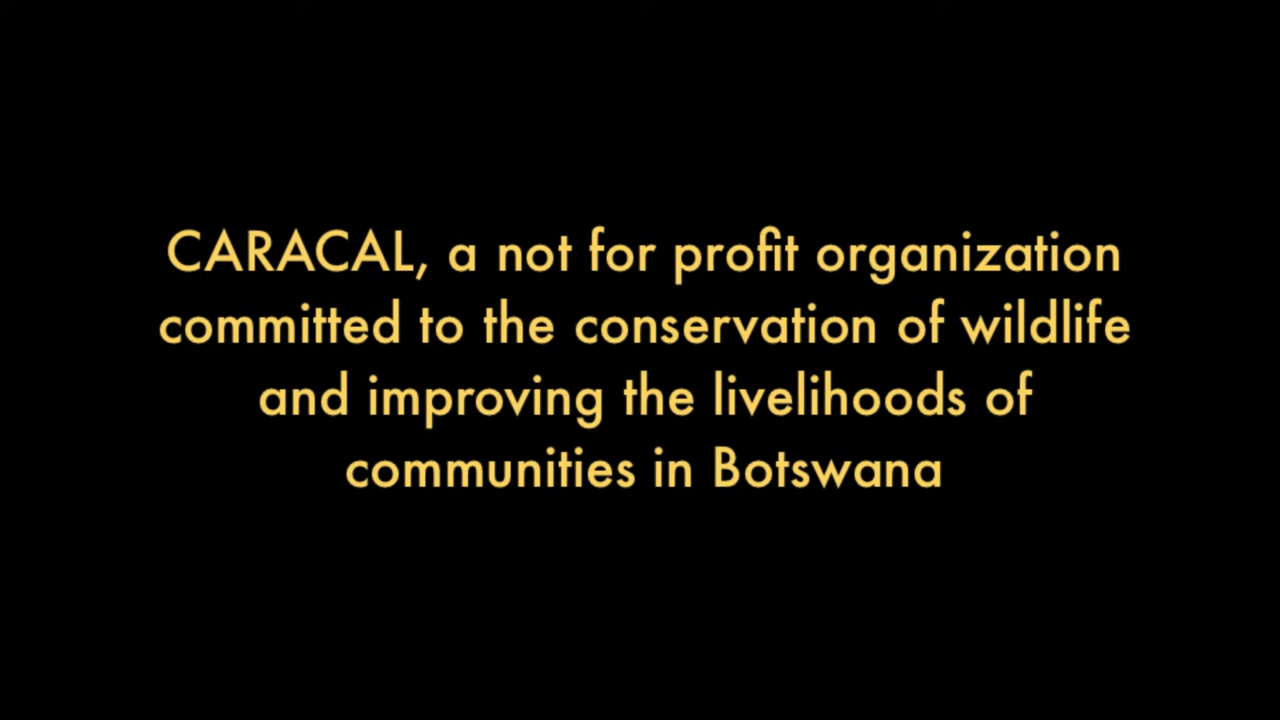 CARACAL, a not for profit organization
committed to the conservation of wildlife
and improving the livelihoods of
communities in Botswana